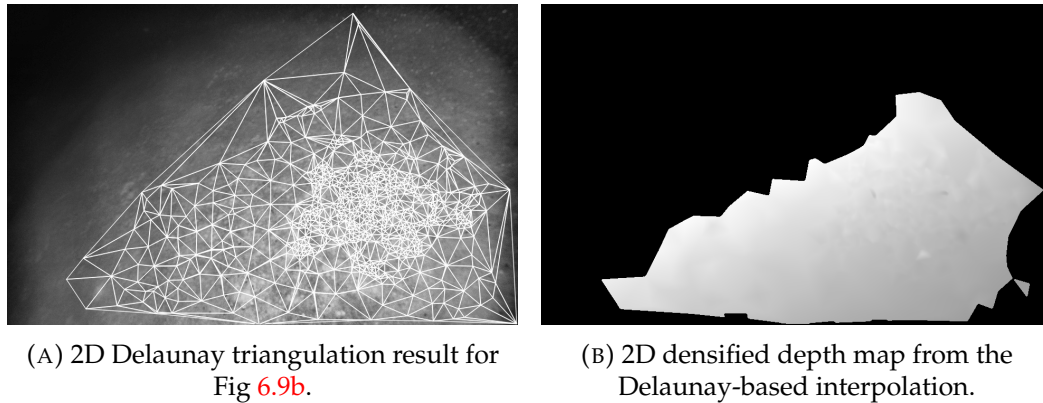 (A) 2D Delaunay triangulation result for
Fig 6.9b.
(B) 2D densified depth map from the
Delaunay-based interpolation.